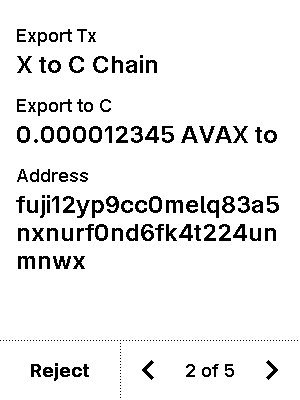 Export Tx
X to C Chain
Export to C
0.000012345 AVAX to
Address
fuji12yp9cc0melq83a5
nxnurf0nd6fk4t224un
mnwx
Reject
2 of 5